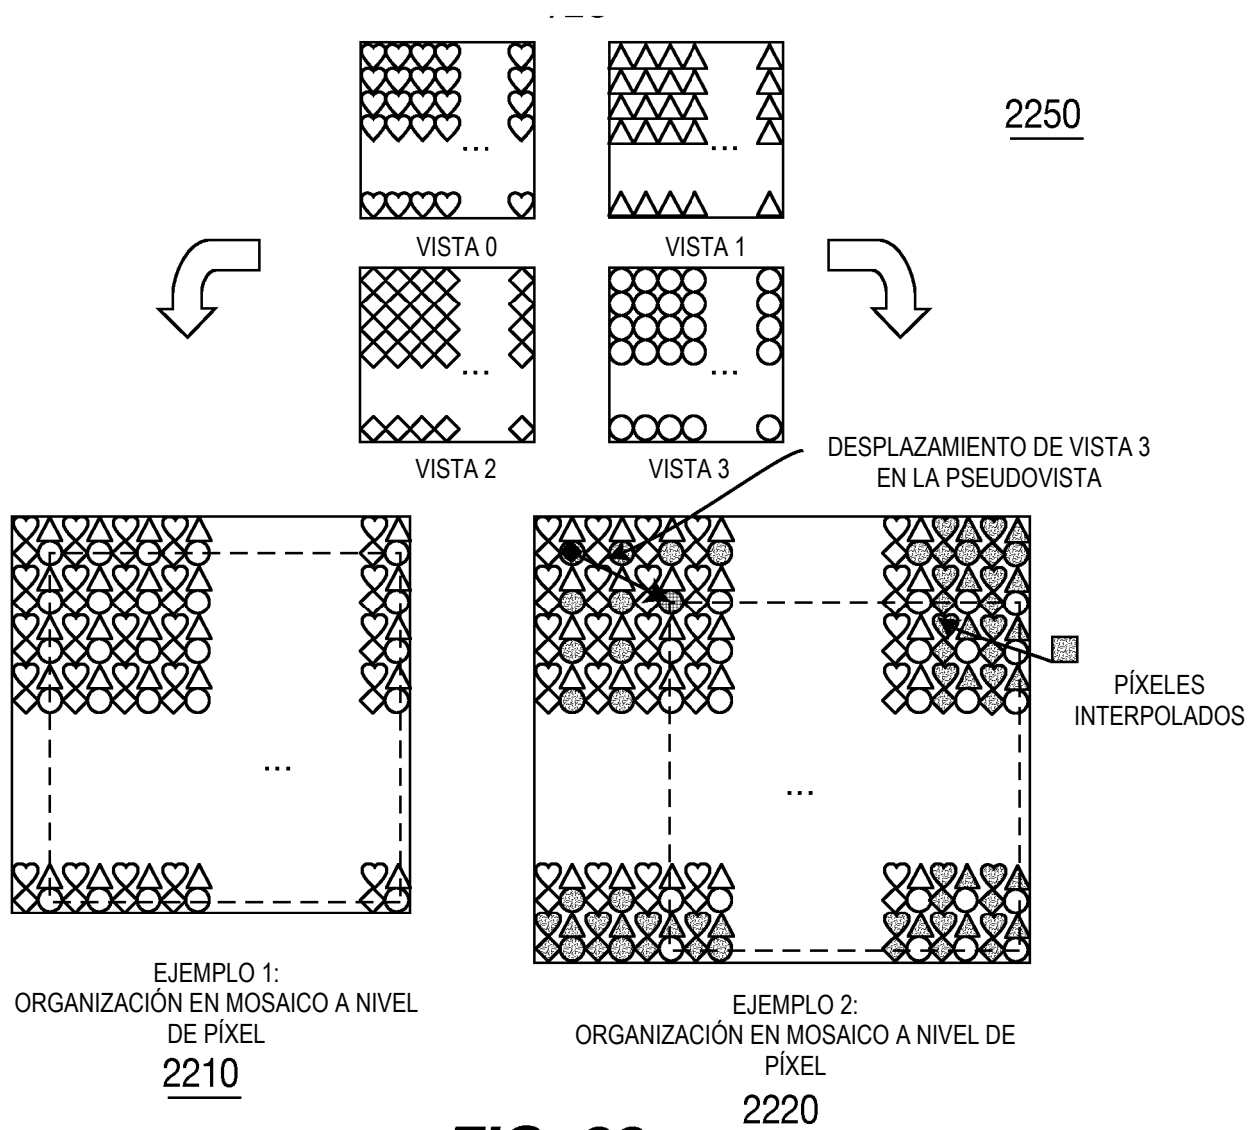 2250
VISTA 0
VISTA 1
...
...
VISTA 2
VISTA 3
...
...
DESPLAZAMIENTO DE VISTA 3
EN LA PSEUDOVISTA
PÍXELES
INTERPOLADOS
...
...
EJEMPLO 1:
ORGANIZACIÓN EN MOSAICO A NIVEL
DE PÍXEL
2210
EJEMPLO 2:
ORGANIZACIÓN EN MOSAICO A NIVEL DE
PÍXEL
2220